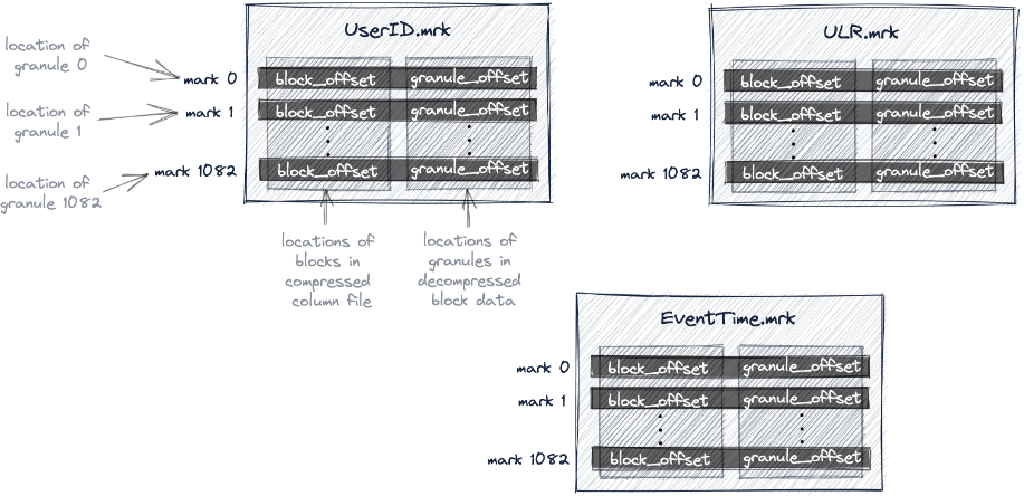 UserID.mrk
location of
granule 0
mark 0
block_offset
granule_offset
location of
granule 1
mark 1
block_offset
granule_offset
location of
granule 1082
mark 1082
block_offset
granule_offset
locations of
blocks in
compressed
column file
locations of
granules in
decompressed
block data
ULR.mrk
mark 0
block_offset
granule_offset
mark 1
block_offset
granule_offset
mark 1082
block_offset
granule_offset
EventTime.mrk
mark 0
block_offset
granule_offset
mark 1
block_offset
granule_offset
mark 1082
block_offset
granule_offset